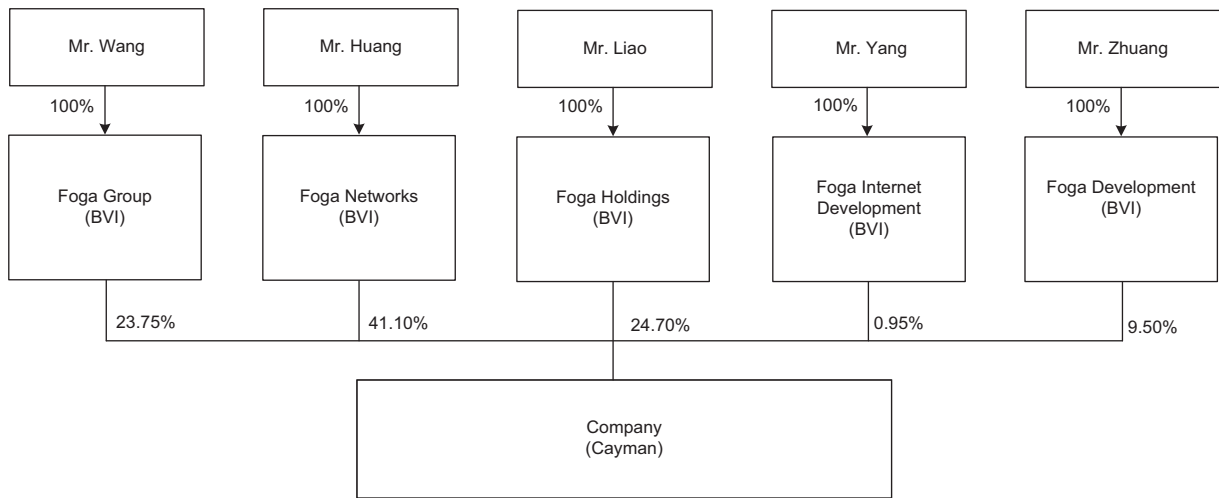 Mr. Wang
Mr. Huang
Mr. Liao
Mr. Yang
Mr. Zhuang
100%
100%
100%
100%
100%
Foga Group
(BVI)
Foga Networks
(BVI)
Foga Holdings
(BVI)
Foga Internet
Development
(BVI)
Foga Development
(BVI)
23.75%
41.10%
24.70%
0.95%
9.50%
Company
(Cayman)